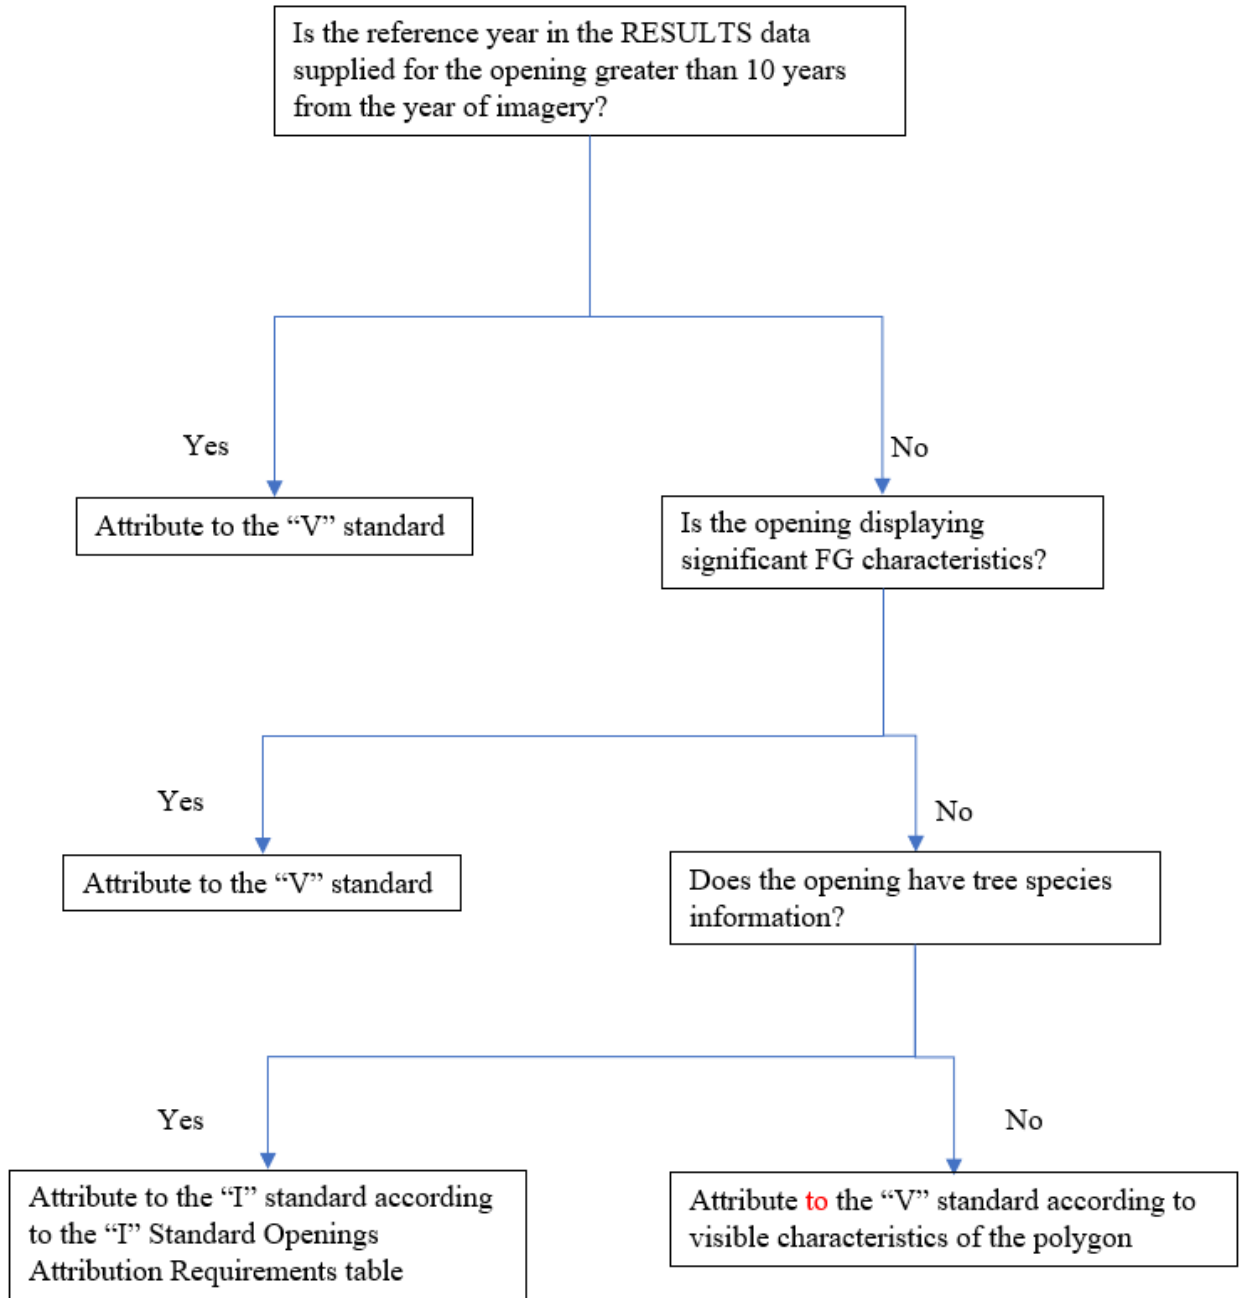 Is the reference year in the RESULTS data
supplied for the opening greater than 10 years
from the year of imagery?
Yes
No
Attribute to the “V” standard
Is the opening displaying
significant FG characteristics?
Yes
No
Attribute to the “V” standard
Does the opening have tree species
information?
Yes
No
Attribute to the “I” standard according
to the “I” Standard Openings
Attribution Requirements table
Attribute to the “V” standard according to
visible characteristics of the polygon